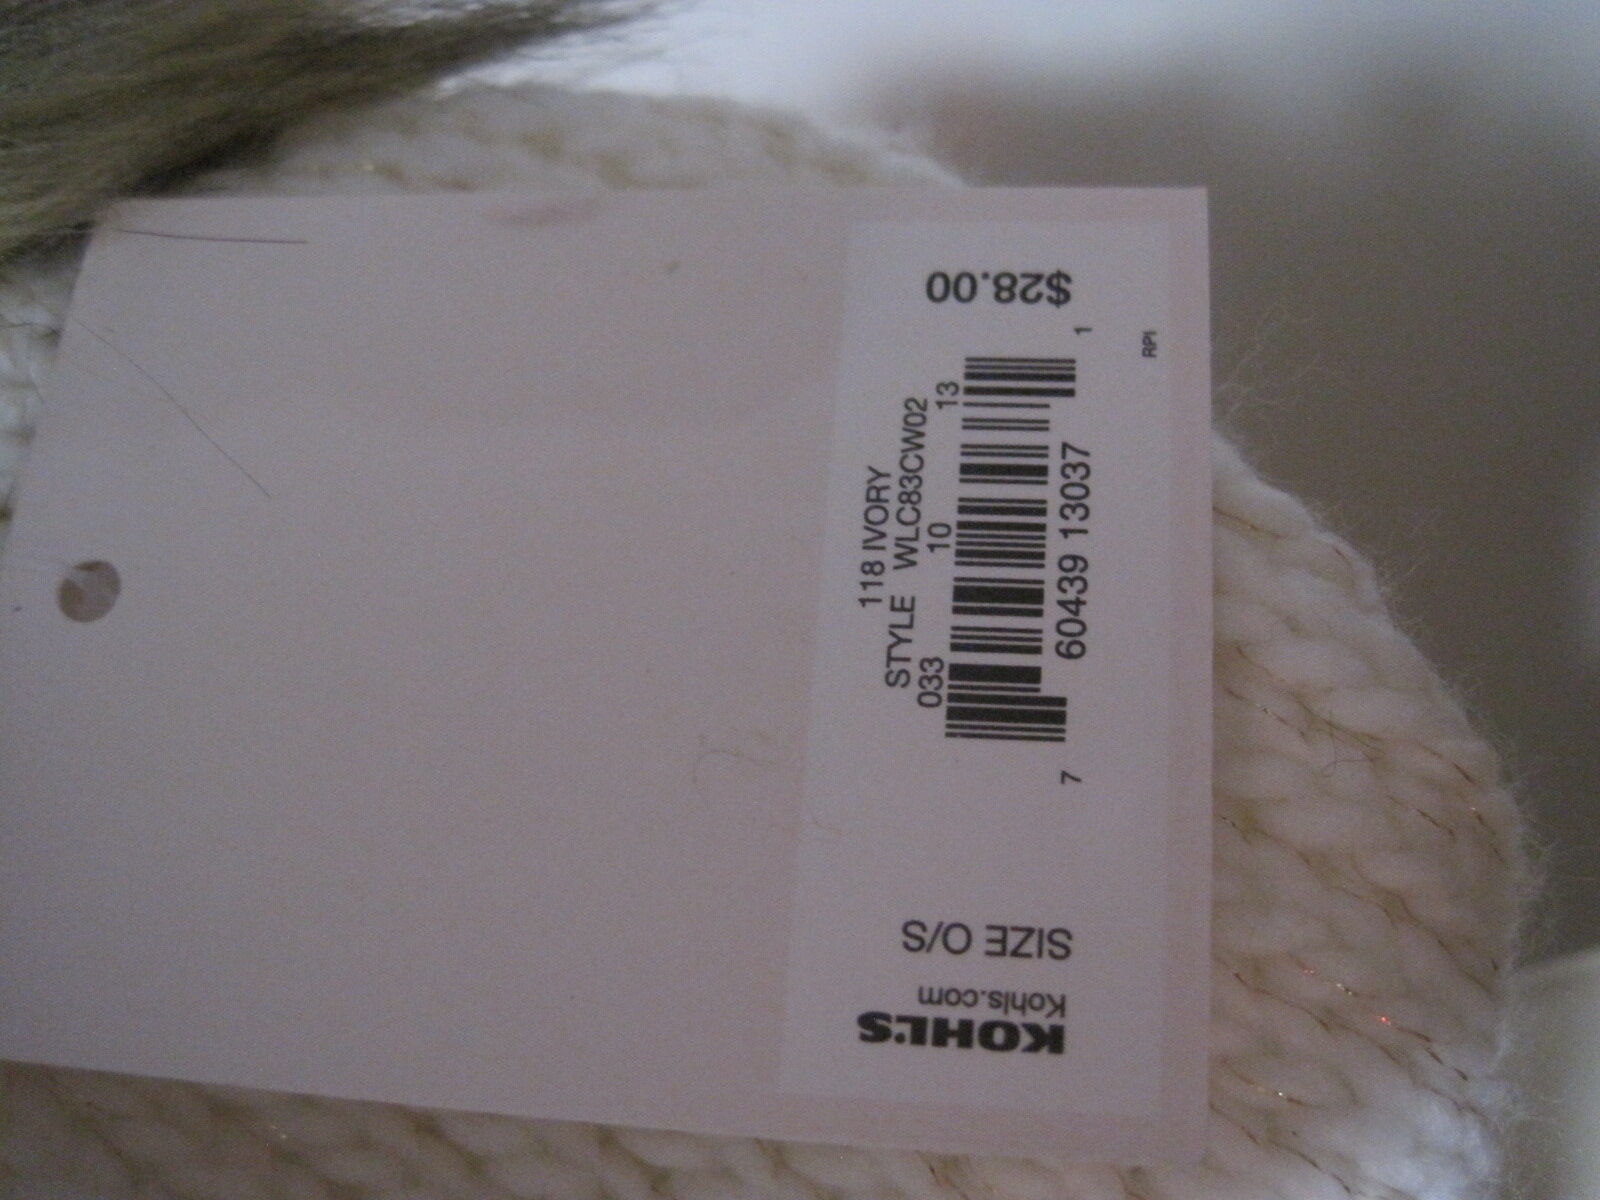 KOHL'S
Kohls.com
SIZE O/S
118 IVORY
STYLE WLC83CW02
033 10 13
7 60439 13037 1
$28.00
RPI